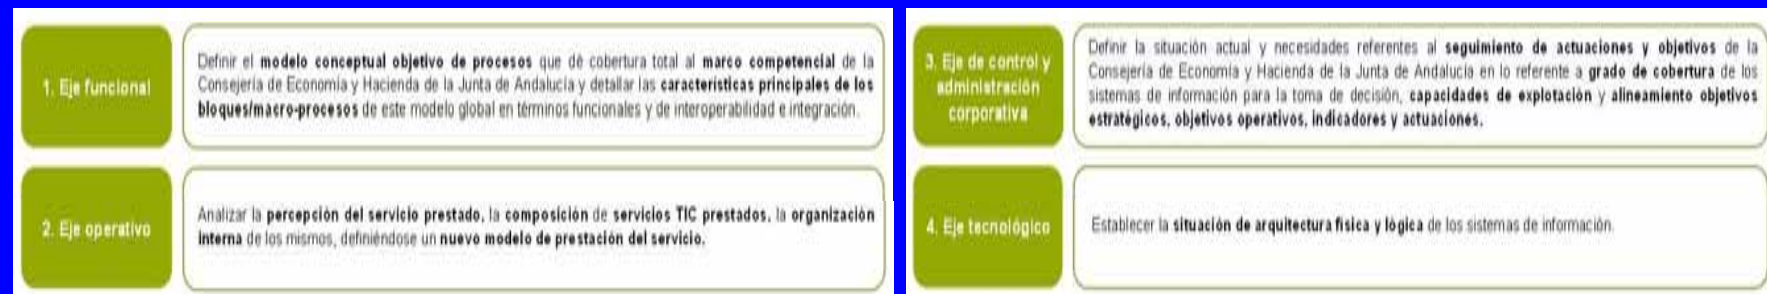 1. Eje funcional
Definir el modelo conceptual objetivo de procesos que dé cobertura total al marco competencial de la
Consejería de Economía y Hacienda de la Junta de Andalucía y detallar las características principales de los
bloques/macro-procesos de este modelo global en términos funcionales y de interoperabilidad e integración.
2. Eje operativo
Analizar la percepción del servicio prestado, la composición de servicios TIC prestados, la organización
interna de los mismos, definiéndose un nuevo modelo de prestación del servicio.
3. Eje de control y
administración
corporativa
Definir la situación actual y necesidades referentes al seguimiento de actuaciones y objetivos de la
Consejería de Economía y Hacienda de la Junta de Andalucía en lo referente a grado de cobertura de los
sistemas de información para la toma de decisión, capacidades de explotación y alineamiento objetivos
estratégicos, objetivos operativos, indicadores y actuaciones.
4. Eje tecnológico
Establecer la situación de arquitectura física y lógica de los sistemas de información.